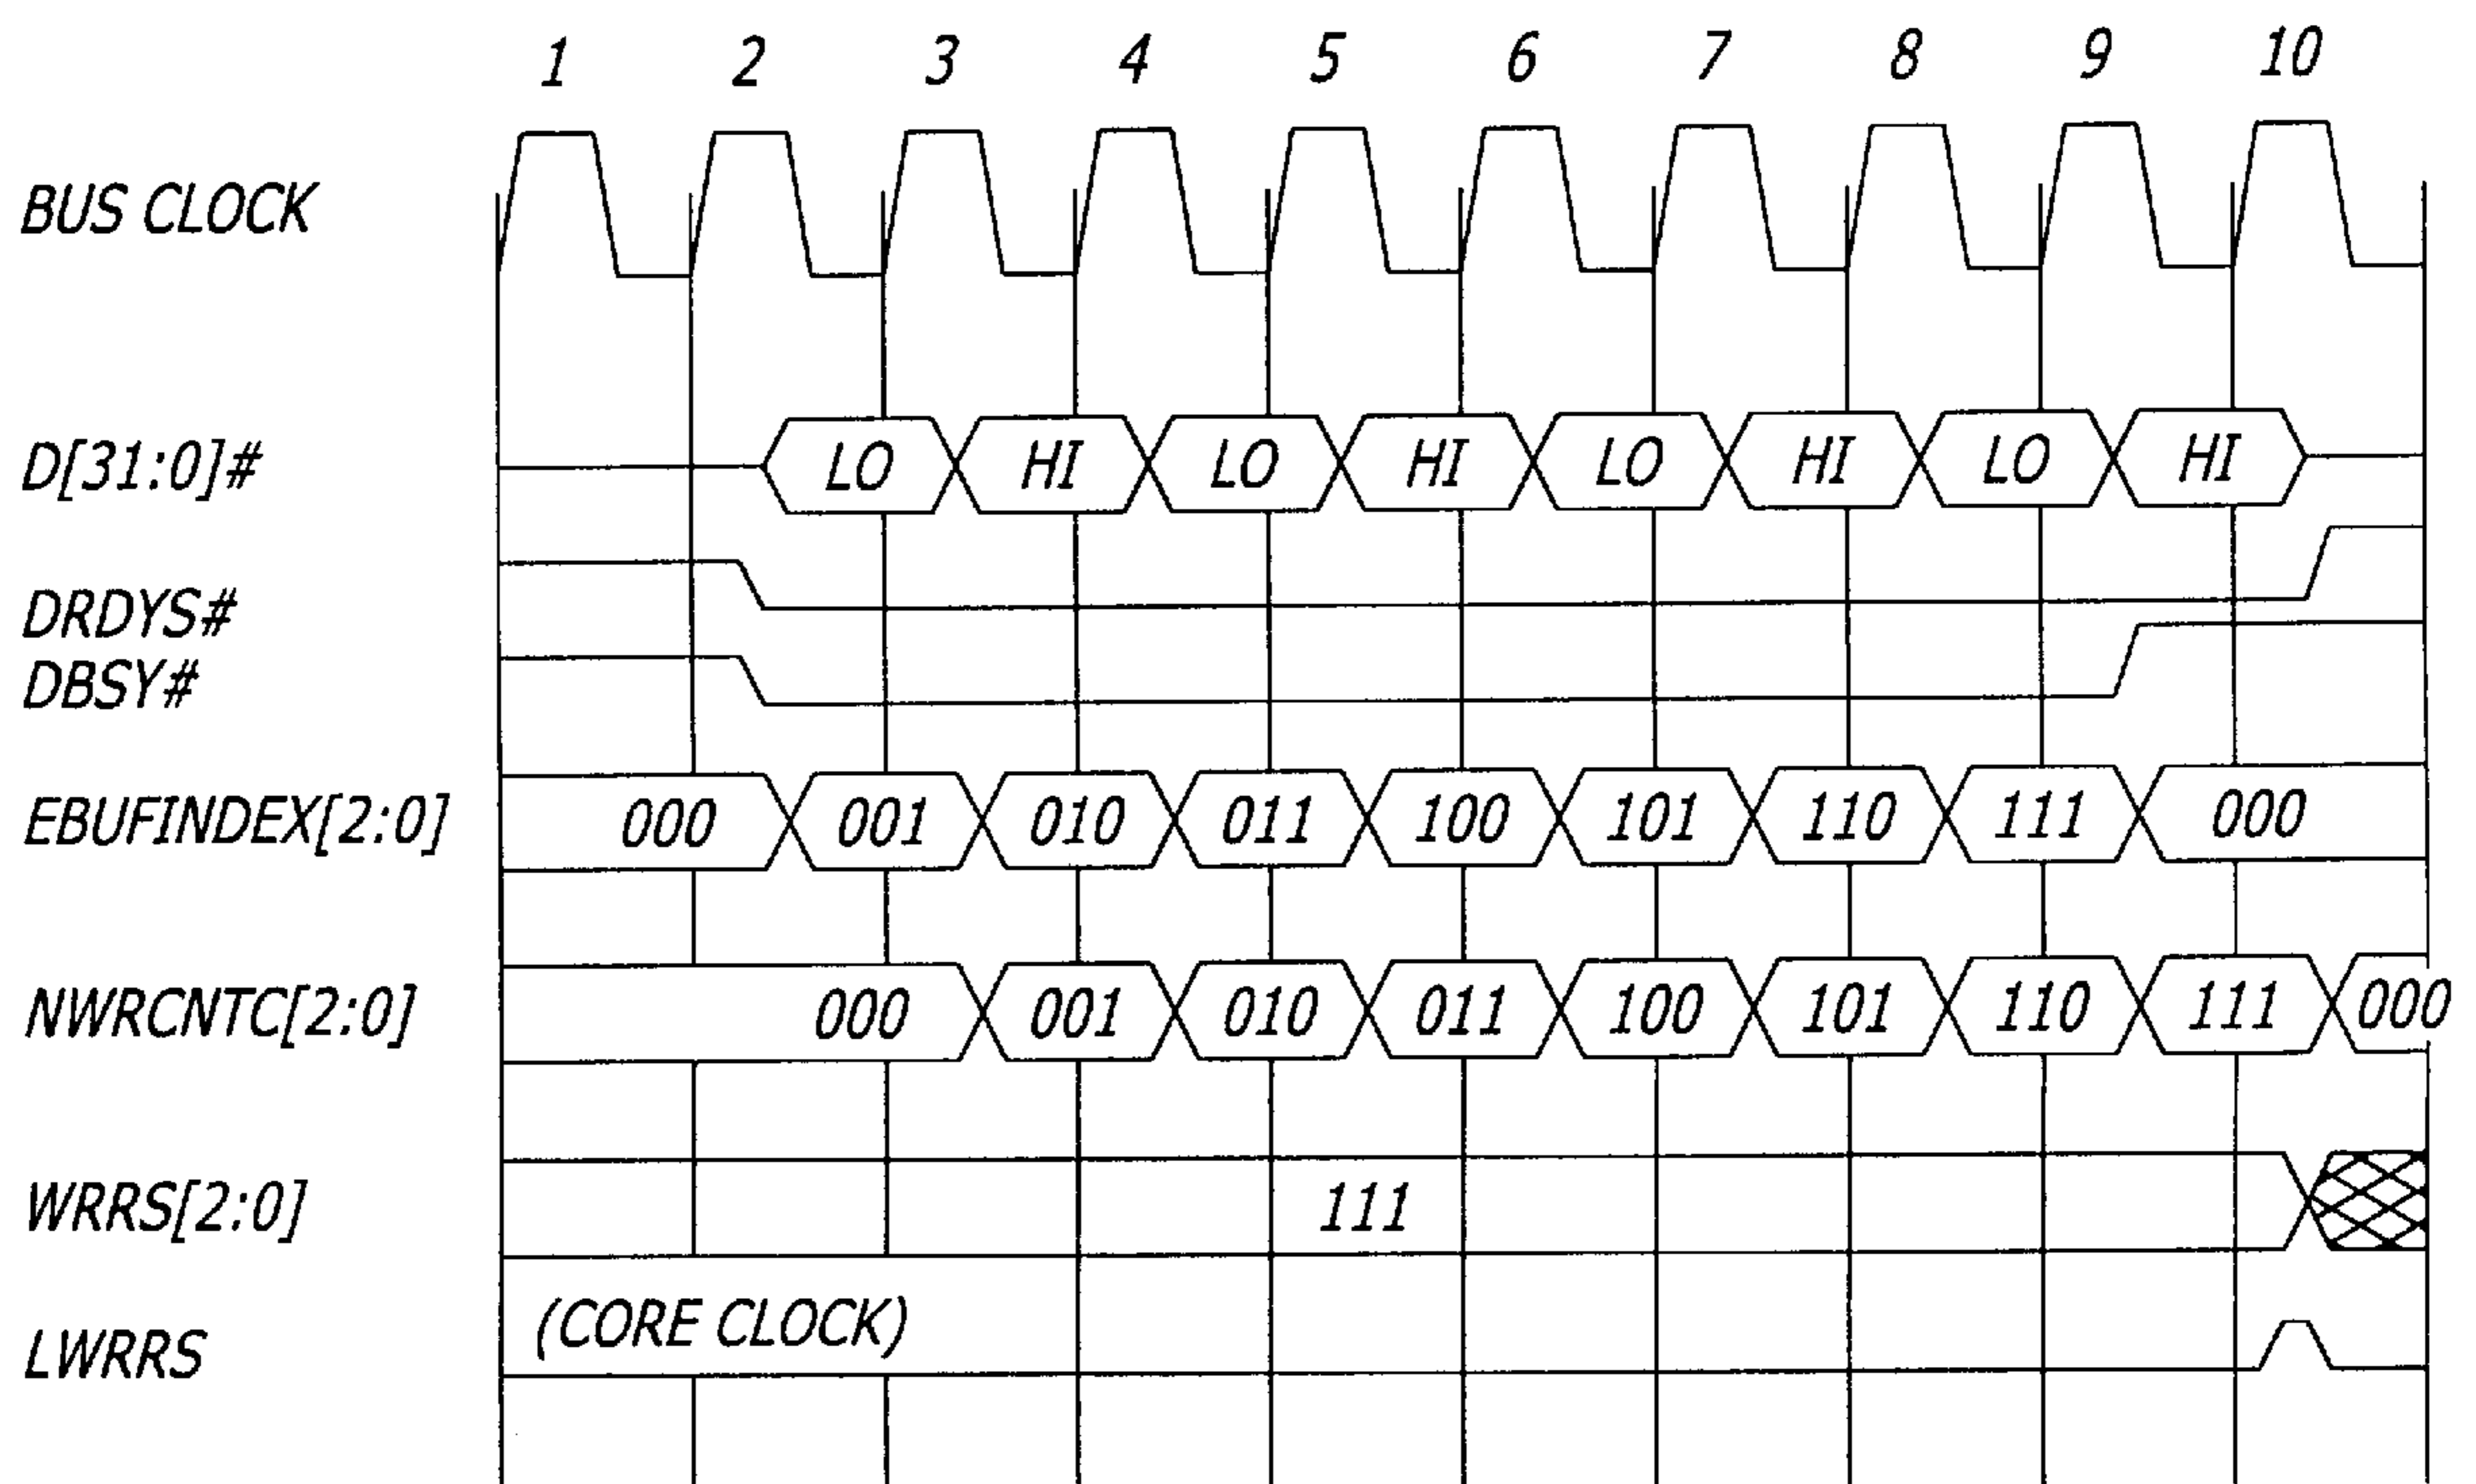 1 2 3 4 5 6 7 8 9 10
BUS CLOCK
D[31:0]# LO HI LO HI LO HI LO HI
DRDYS#
DBSY#
EBUFINDEX[2:0] 000 001 010 011 100 101 110 111 000
NWRCNTC[2:0] 000 001 010 011 100 101 110 111 000
WRRS[2:0] 111
(CORE CLOCK)
LWRRS